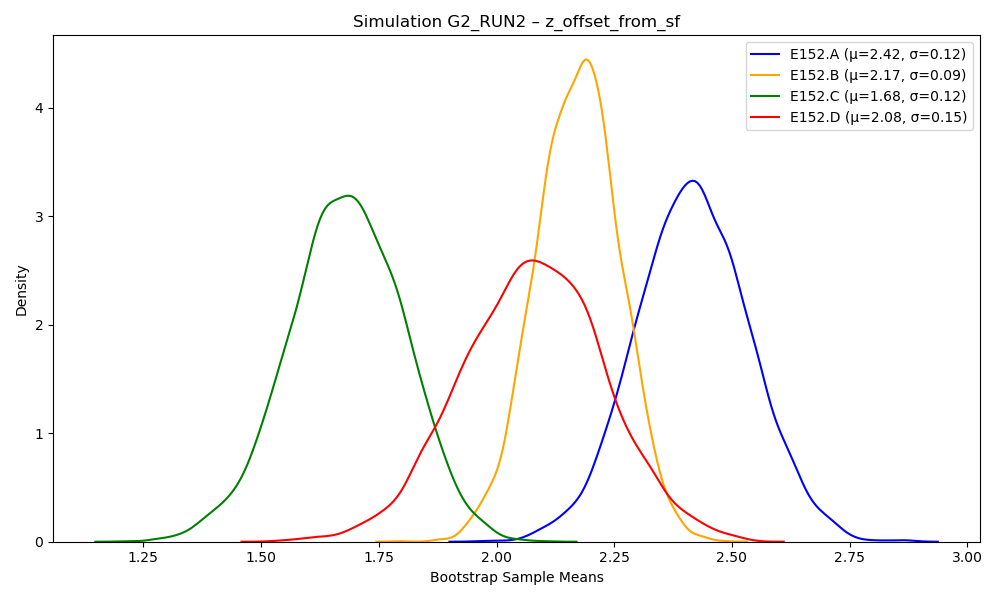 Simulation G2_RUN2 – z_offset_from_sf
E152.A (μ=2.42, σ=0.12)
E152.B (μ=2.17, σ=0.09)
E152.C (μ=1.68, σ=0.12)
E152.D (μ=2.08, σ=0.15)
Density
4
3
2
1
0
1.25 1.50 1.75 2.00 2.25 2.50 2.75 3.00
Bootstrap Sample Means